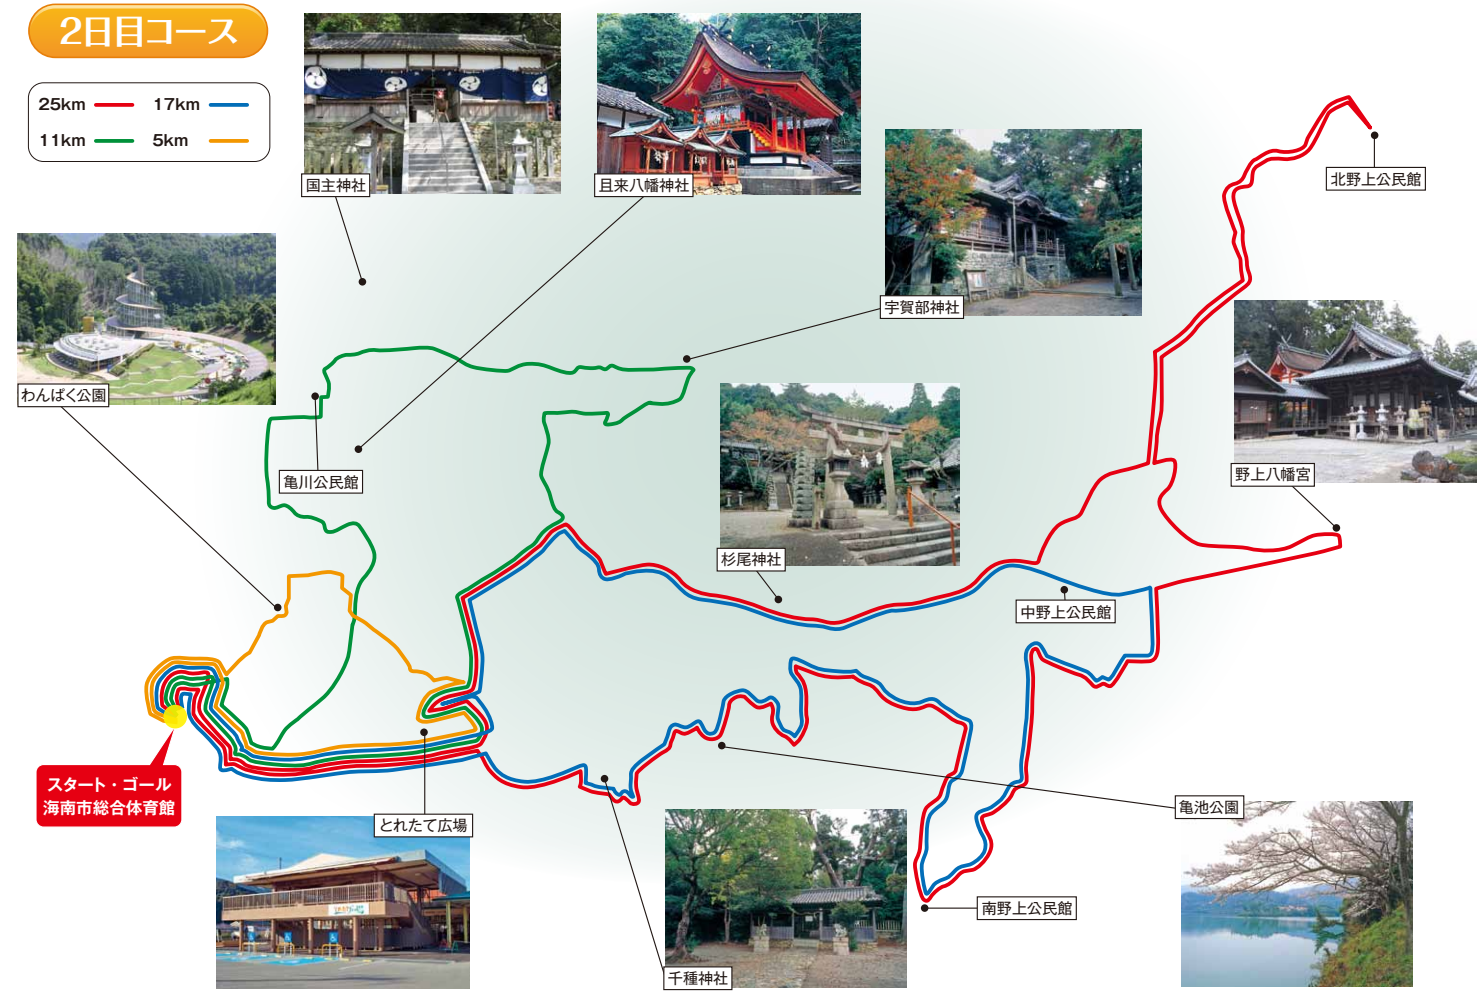 2日目コース
25km 17km
11km 5km
国主神社
且来八幡神社
宇賀部神社
北野上公民館
わんぱく公園
亀川公民館
野上八幡宮
杉尾神社
中野上公民館
スタート・ゴール
海南市総合体育館
とれたて広場
亀池公園
千種神社
南野上公民館